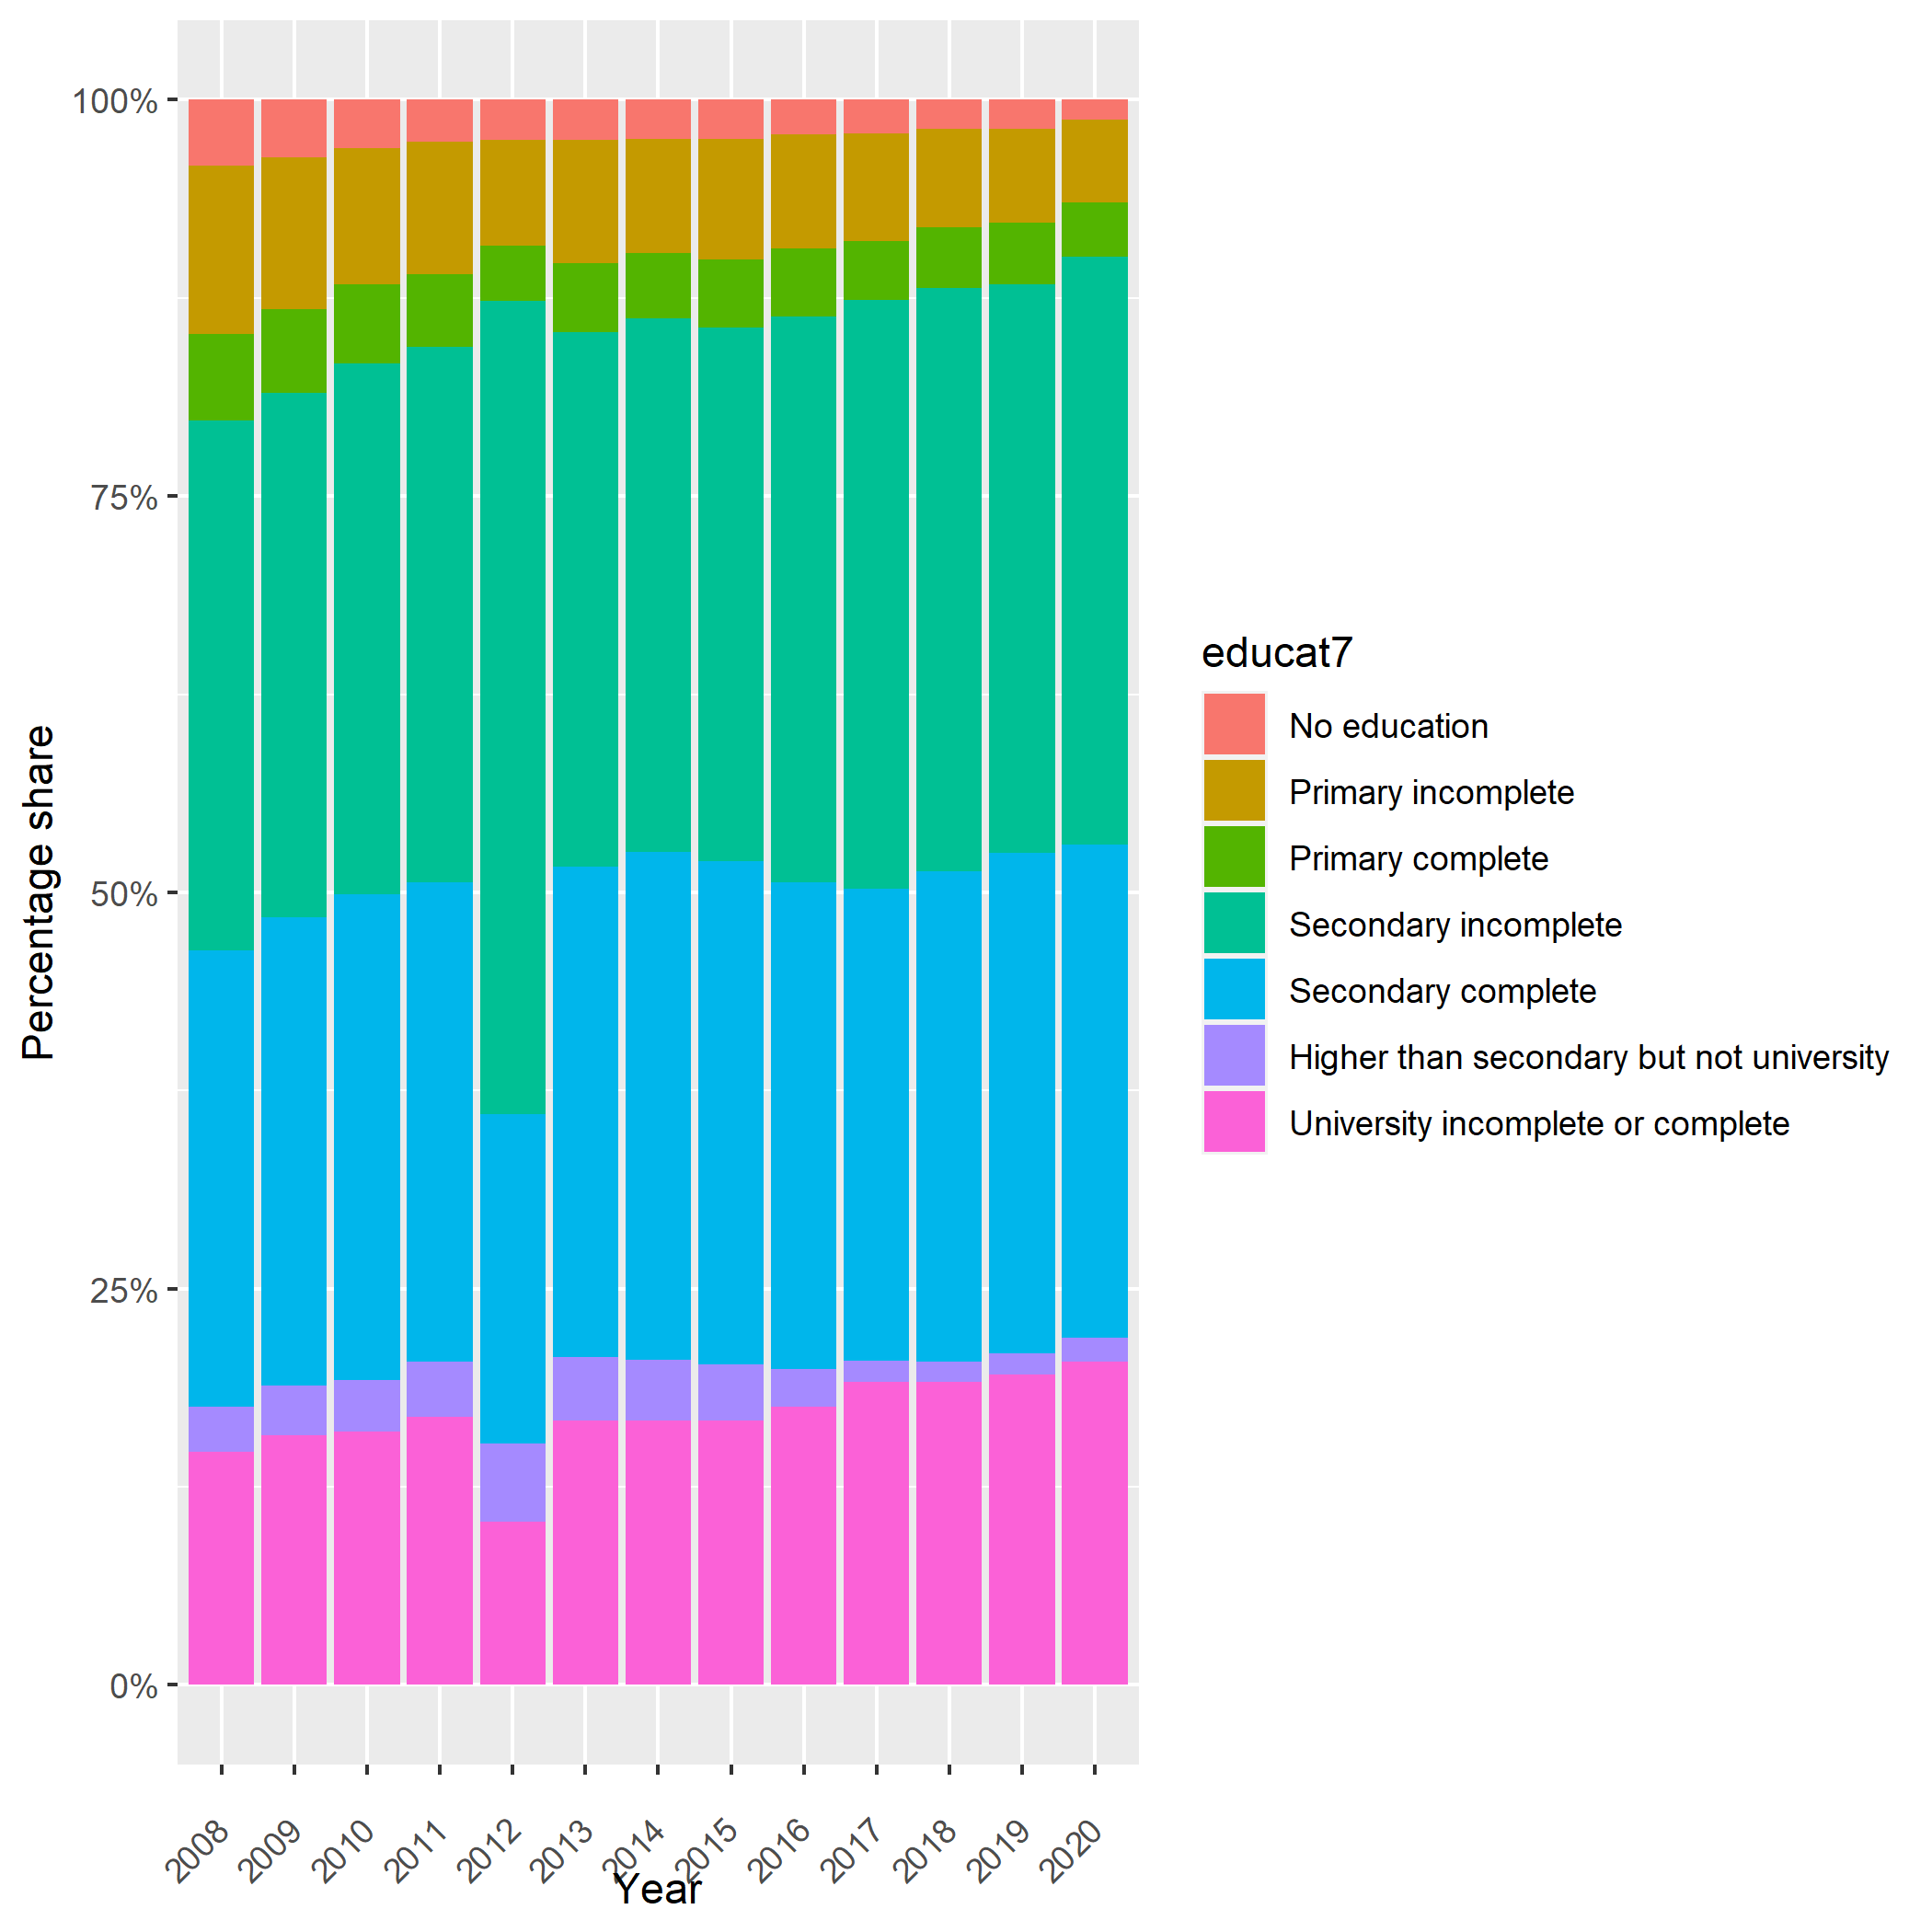 100%
75%
50%
25%
0%
Percentage share
2008
2009
2010
2011
2012
2013
2014
2015
2016
2017
2018
2019
2020
Year
educat7
No education
Primary incomplete
Primary complete
Secondary incomplete
Secondary complete
Higher than secondary but not university
University incomplete or complete